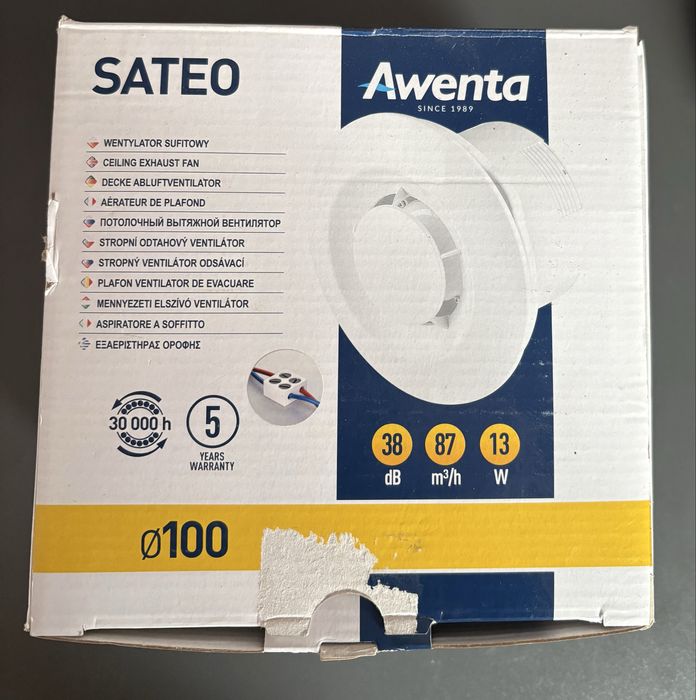 SATEO
Awenta
SINCE 1989
WENTYLATOR SUFITOWY
CEILING EXHAUST FAN
DECKE ABLUFTVENTILATOR
AÉRATEUR DE PLAFOND
ПОТОЛОЧНЫЙ ВЫТЯЖНОЙ ВЕНТИЛЯТОР
STROPNÍ ODTAHOVÝ VENTILÁTOR
STROPNÝ VENTILÁTOR ODSÁVACÍ
PLAFON VENTILATOR DE EVACUARE
MENNYEZETI ELSZÍVÓ VENTILÁTOR
ASPIRATORE A SOFFITTO
ΕΞΑΕΡΙΣΤΗΡΑΣ ΟΡΟΦΗΣ
30 000 h
5
YEARS
WARRANTY
38 87 13
dB m³/h W
Ø100